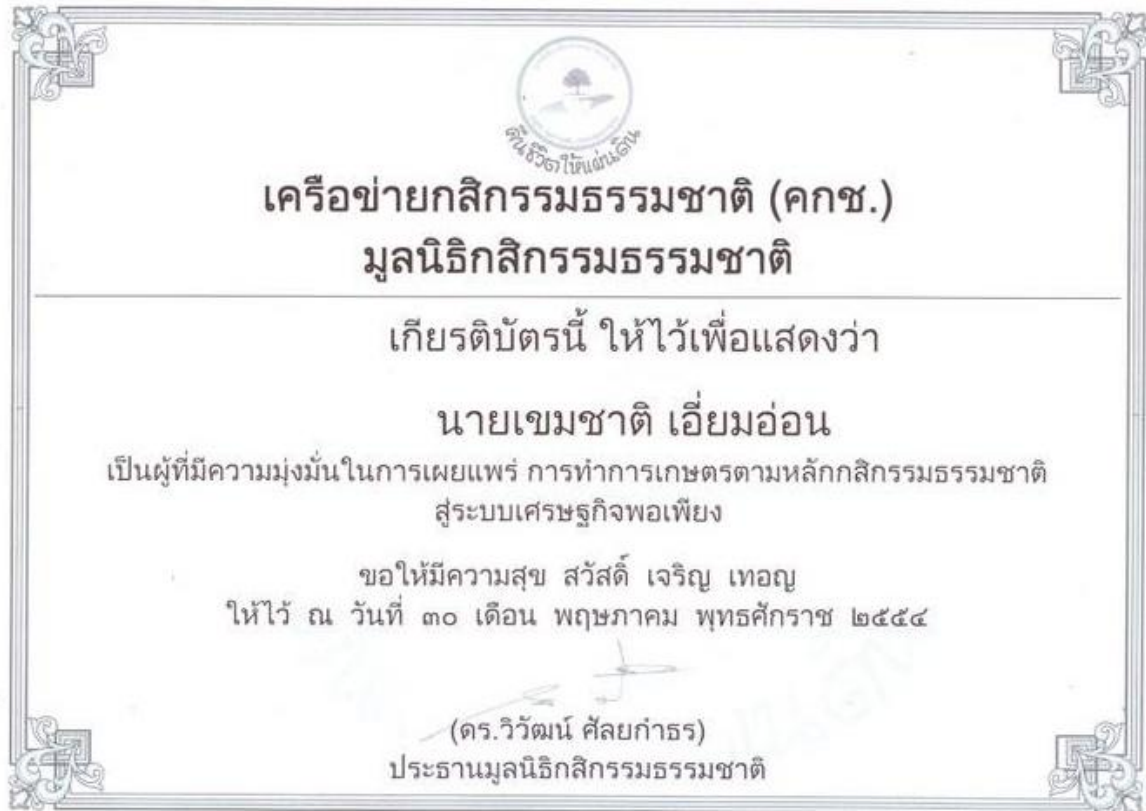 คืนชีวิตให้แผ่นดิน
เครือข่ายกสิกรรมธรรมชาติ (คกช.)
มูลนิธิกสิกรรมธรรมชาติ
เกียรติบัตรนี้ ให้ไว้เพื่อแสดงว่า
นายเขมชาติ เอี่ยมอ่อน
เป็นผู้ที่มีความมุ่งมั่นในการเผยแพร่ การทำการเกษตรตามหลักกสิกรรมธรรมชาติ
สู่ระบบเศรษฐกิจพอเพียง
ขอให้มีความสุข สวัสดิ์ เจริญ เทอญ
ให้ไว้ ณ วันที่ ๓๐ เดือน พฤษภาคม พุทธศักราช ๒๕๕๔
(ดร.วิวัฒน์ ศัลยกำธร)
ประธานมูลนิธิกสิกรรมธรรมชาติ